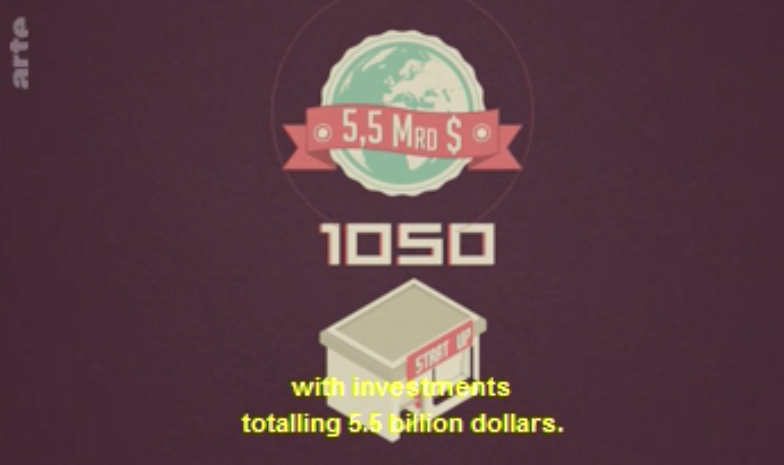 arte
5,5 MRD $
1050
START UP
with investments
totalling 5.5 billion dollars.